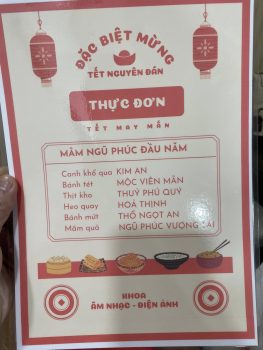 ĐẶC BIỆT MỪNG
TẾT NGUYÊN ĐÁN
THỰC ĐƠN
TẾT MAY MẮN
MÂM NGŨ PHÚC ĐẦU NĂM
Canh khổ qua KIM AN
Bánh tét MỘC VIÊN MÃN
Thịt kho THUỶ PHÚ QUÝ
Heo quay HOẢ THỊNH
Bánh mứt THỔ NGỌT AN
Mâm quả NGŨ PHÚC VƯỢNG TÀI
KHOA
ÂM NHẠC - ĐIỆN ẢNH